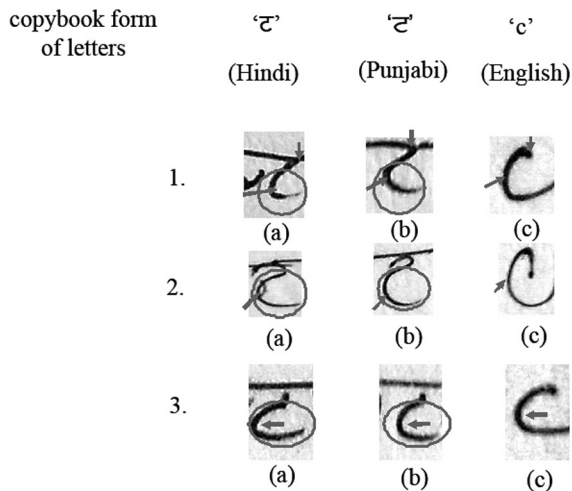 copybook form of letters
‘ट’ ‘ਟ’ ‘c’
(Hindi) (Punjabi) (English)
1.
(a) (b) (c)
2.
(a) (b) (c)
3.
(a) (b) (c)